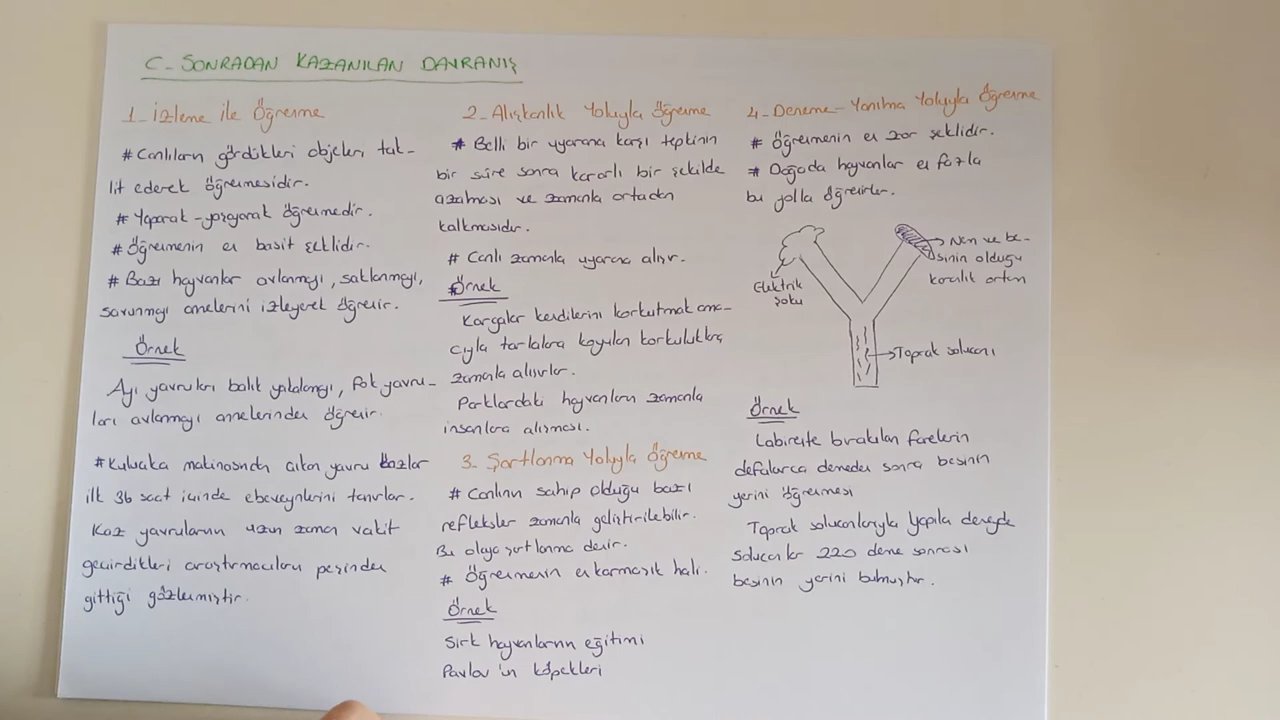 C- SONRADAN KAZANILAN DAVRANIŞ
1- İzleme ile Öğrenme
# Canlıların gördükleri objeleri tak-
lit ederek öğrenmesidir.
# Yaparak-yaşayarak öğrenmedir.
# Öğrenmenin en basit şeklidir.
# Bazı hayvanlar avlanmayı, saklanmayı,
savunmayı annelerini izleyerek öğrenir.
Örnek
Ayı yavruları balık yakalamayı, Fok yavru-
ları avlanmayı annelerinden öğrenir.
# Kuluçka makinasından çıkan yavru kazlar
ilk 36 saat içinde ebeveynlerini tanırlar.
Kaz yavrularının uzun zaman vakit
geçirdikleri araştırmacıların peşinden
gittiği gözlenmiştir.
2- Alışkanlık Yoluyla Öğrenme
# Belli bir uyarana karşı tepkinin
bir süre sonra kararlı bir şekilde
azalması ve zamanla ortadan
kalkmasıdır.
# Canlı zamanla uyarana alışır.
Örnek
Kargalar kendilerini korkutmak ama-
cıyla tarlalara koyulan korkuluklara
zamanla alışırlar.
Parklardaki hayvanların zamanla
insanlara alışması.
3- Şartlanma Yoluyla Öğrenme
# Canlının sahip olduğu bazı
refleksler zamanla geliştirilebilir.
Bu olaya şartlanma denir.
# Öğrenmenin en karmaşık hali.
Örnek
Sirk hayvanlarının eğitimi
Pavlov'un köpekleri
4- Deneme-Yanılma Yoluyla Öğrenme
# Öğrenmenin en zor şeklidir.
# Doğada hayvanlar en fazla
bu yolla öğrenirler.
Elektrik
şoku
Nem ve be-
sinin olduğu
karanlık ortam
Toprak solucanı
Örnek
Labirente bırakılan farelerin
defalarca denedikten sonra besinin
yerini öğrenmesi
Toprak solucanlarıyla yapılan deneyde
solucanlar 220 deneme sonrası
besinin yerini bulmuştur.